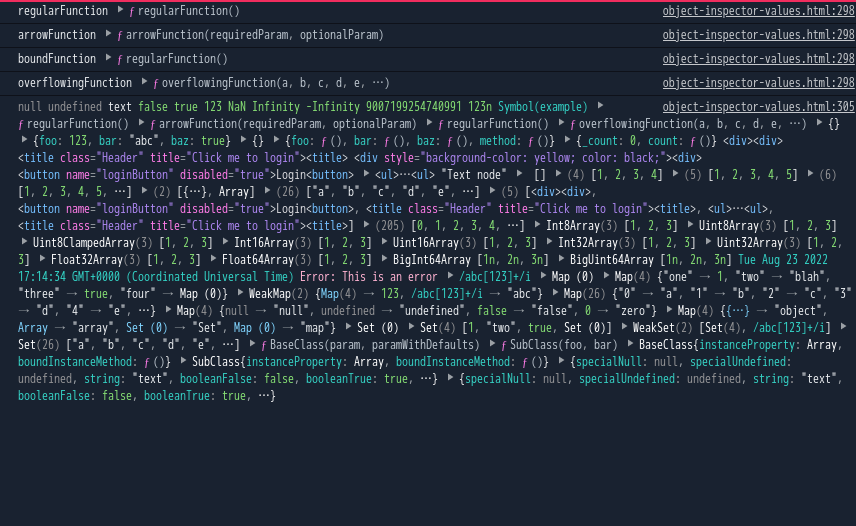 regularFunction ▶ ƒ regularFunction() object-inspector-values.html:298
arrowFunction ▶ ƒ arrowFunction(requiredParam, optionalParam) object-inspector-values.html:298
boundFunction ▶ ƒ regularFunction() object-inspector-values.html:298
overflowingFunction ▶ ƒ overflowingFunction(a, b, c, d, e, …) object-inspector-values.html:298
null undefined text false true 123 NaN Infinity -Infinity 9007199254740991 123n Symbol(example) ▶ object-inspector-values.html:305
ƒ regularFunction() ▶ ƒ arrowFunction(requiredParam, optionalParam) ▶ ƒ regularFunction() ▶ ƒ overflowingFunction(a, b, c, d, e, …) ▶ {}
▶ {foo: 123, bar: "abc", baz: true} ▶ {} ▶ {foo: ƒ (), bar: ƒ (), baz: ƒ (), method: ƒ ()} ▶ {_count: 0, count: ƒ ()} <div><div>
<title class="Header" title="Click me to login"><title> <div style="background-color: yellow; color: black;"><div>
<button name="loginButton" disabled="true">Login<button> ▶ <ul>…<ul> "Text node" ▶ [] ▶ (4) [1, 2, 3, 4] ▶ (5) [1, 2, 3, 4, 5] ▶ (6)
[1, 2, 3, 4, 5, …] ▶ (2) [{…}, Array] ▶ (26) ["a", "b", "c", "d", "e", …] ▶ (5) [<div><div>,
<button name="loginButton" disabled="true">Login<button>, <title class="Header" title="Click me to login"><title>, <ul>…<ul>,
<title class="Header" title="Click me to login"><title>] ▶ (205) [0, 1, 2, 3, 4, …] ▶ Int8Array(3) [1, 2, 3] ▶ Uint8Array(3) [1, 2, 3]
▶ Uint8ClampedArray(3) [1, 2, 3] ▶ Int16Array(3) [1, 2, 3] ▶ Uint16Array(3) [1, 2, 3] ▶ Int32Array(3) [1, 2, 3] ▶ Uint32Array(3) [1, 2,
3] ▶ Float32Array(3) [1, 2, 3] ▶ Float64Array(3) [1, 2, 3] ▶ BigInt64Array [1n, 2n, 3n] ▶ BigUint64Array [1n, 2n, 3n] Tue Aug 23 2022
17:14:34 GMT+0000 (Coordinated Universal Time) Error: This is an error ▶ /abc[123]+/i ▶ Map (0) ▶ Map(4) {"one" → 1, "two" → "blah",
"three" → true, "four" → Map (0)} ▶ WeakMap(2) {Map(4) → 123, /abc[123]+/i → "abc"} ▶ Map(26) {"0" → "a", "1" → "b", "2" → "c", "3"
→ "d", "4" → "e", …} ▶ Map(4) {null → "null", undefined → "undefined", false → "false", 0 → "zero"} ▶ Map(4) {{…} → "object",
Array → "array", Set (0) → "Set", Map (0) → "map"} ▶ Set (0) ▶ Set(4) [1, "two", true, Set (0)] ▶ WeakSet(2) [Set(4), /abc[123]+/i] ▶
Set(26) ["a", "b", "c", "d", "e", …] ▶ ƒ BaseClass(param, paramWithDefaults) ▶ ƒ SubClass(foo, bar) ▶ BaseClass{instanceProperty: Array,
boundInstanceMethod: ƒ ()} ▶ SubClass{instanceProperty: Array, boundInstanceMethod: ƒ ()} ▶ {specialNull: null, specialUndefined:
undefined, string: "text", booleanFalse: false, booleanTrue: true, …} ▶ {specialNull: null, specialUndefined: undefined, string: "text",
booleanFalse: false, booleanTrue: true, …}